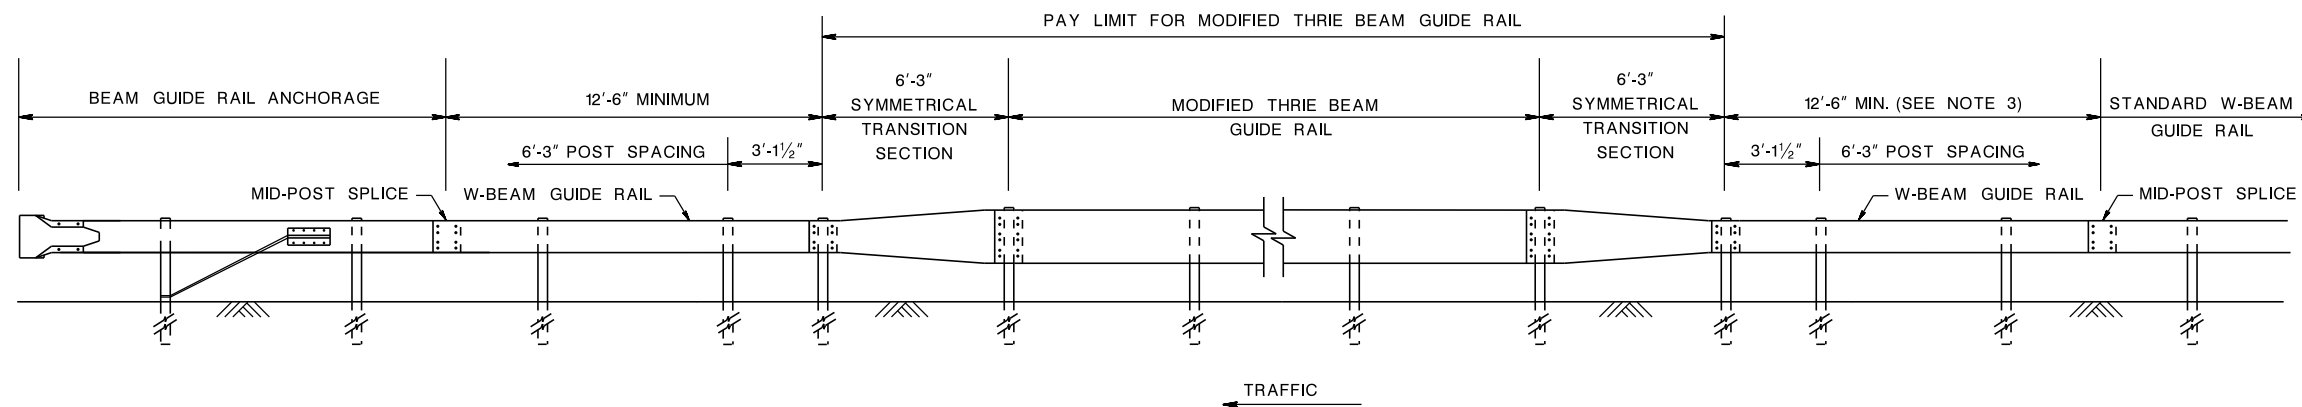 PAY LIMIT FOR MODIFIED THRIE BEAM GUIDE RAIL
BEAM GUIDE RAIL ANCHORAGE
12'-6" MINIMUM
6'-3"
SYMMETRICAL
TRANSITION
SECTION
MODIFIED THRIE BEAM
GUIDE RAIL
6'-3"
SYMMETRICAL
TRANSITION
SECTION
12'-6" MIN. (SEE NOTE 3)
STANDARD W-BEAM
GUIDE RAIL
6'-3" POST SPACING
3'-1½"
3'-1½"
6'-3" POST SPACING
MID-POST SPLICE
W-BEAM GUIDE RAIL
W-BEAM GUIDE RAIL
MID-POST SPLICE
TRAFFIC